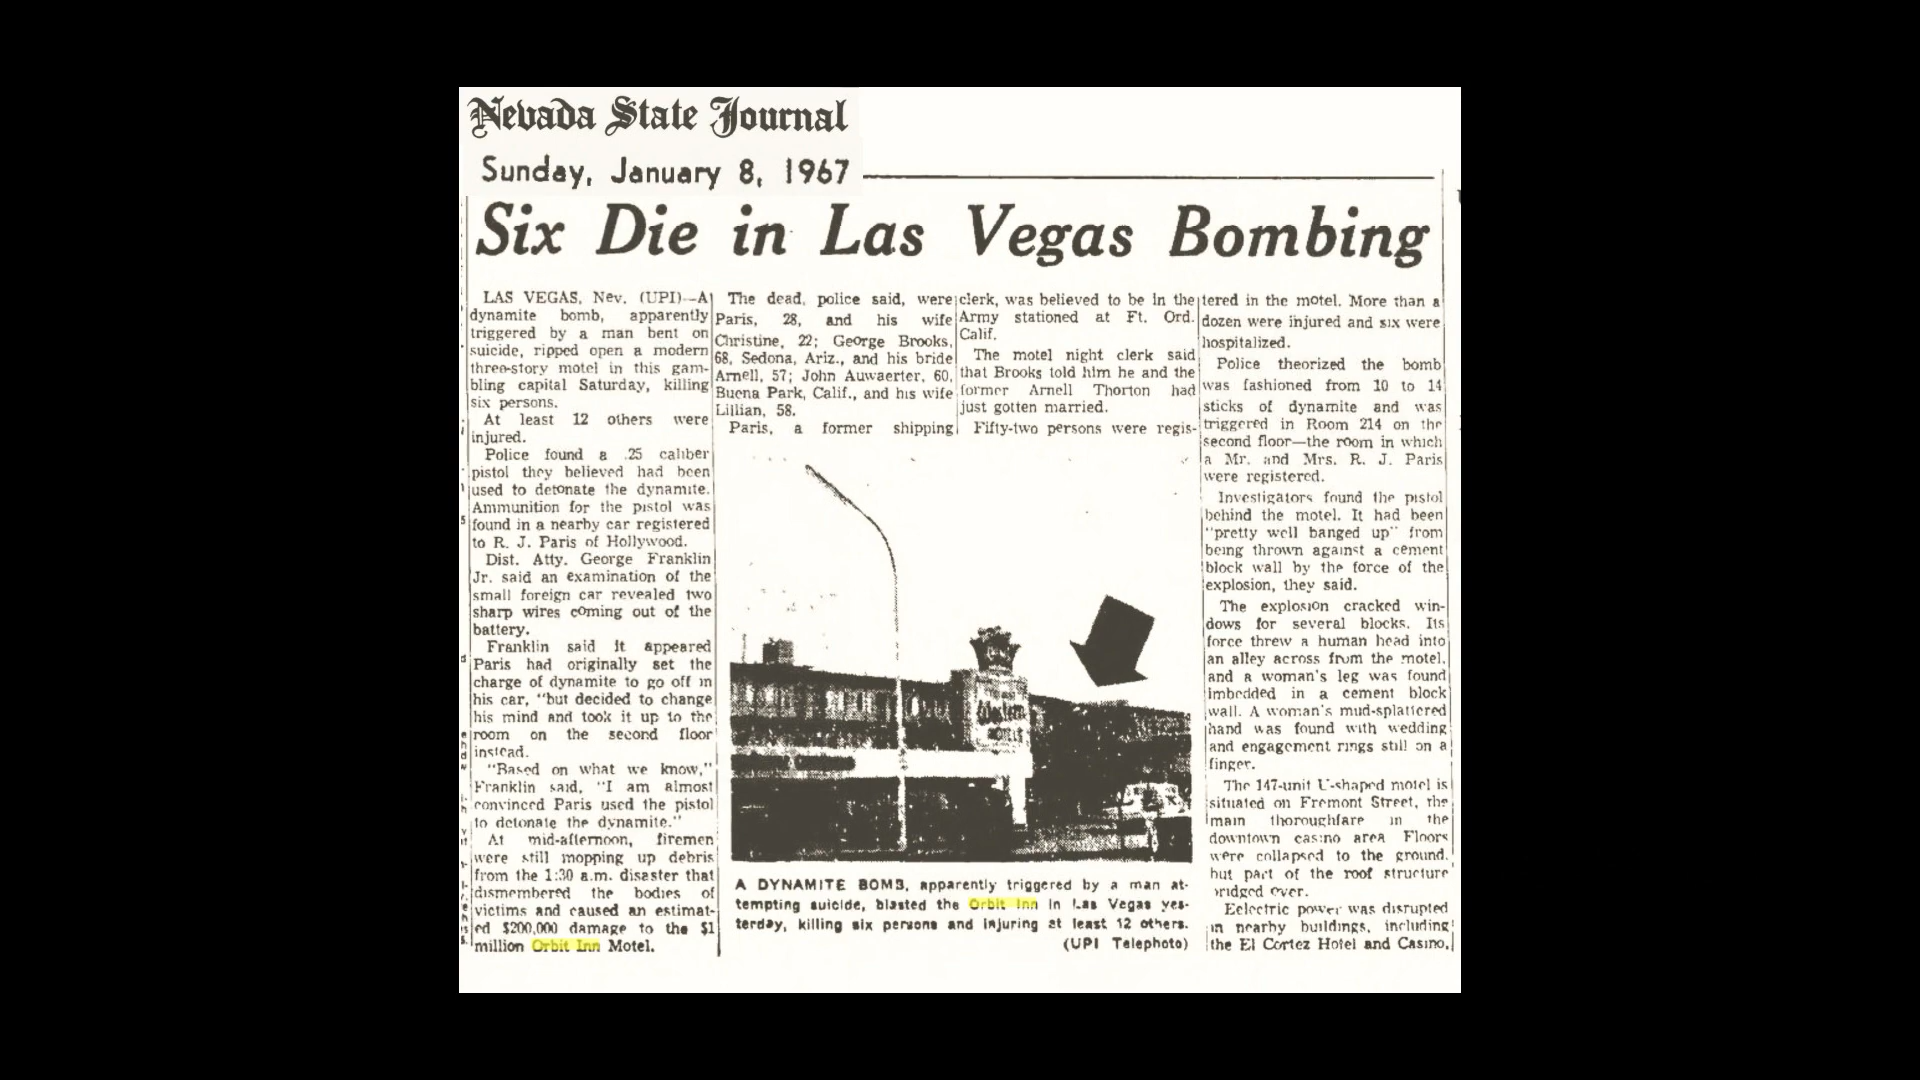 Nevada State Journal
Sunday, January 8, 1967
Six Die in Las Vegas Bombing
LAS VEGAS, Nev. (UPI)—A
dynamite bomb, apparently
triggered by a man bent on
suicide, ripped open a modern
three-story motel in this gam-
bling capital Saturday, killing
six persons.
At least 12 others were
injured.
Police found a .25 caliber
pistol they believed had been
used to detonate the dynamite.
Ammunition for the pistol was
found in a nearby car registered
to R. J. Paris of Hollywood.
Dist. Atty. George Franklin
Jr. said an examination of the
small foreign car revealed two
sharp wires coming out of the
battery.
Franklin said it appeared
Paris had originally set the
charge of dynamite to go off in
his car, "but decided to change
his mind and took it up to the
room on the second floor
instead.
"Based on what we know,"
Franklin said, "I am almost
convinced Paris used the pistol
to detonate the dynamite."
At mid-afternoon, firemen
were still mopping up debris
from the 1:30 a.m. disaster that
dismembered the bodies of
victims and caused an estimat-
ed $200,000 damage to the $1
million Orbit Inn Motel.
The dead, police said, were
Paris, 28, and his wife
Christine, 22; George Brooks,
68, Sedona, Ariz., and his bride
Arnell, 57; John Auwaerter, 60,
Buena Park, Calif., and his wife
Lillian, 58.
Paris, a former shipping
clerk, was believed to be in the
Army stationed at Ft. Ord.
Calif.
The motel night clerk said
that Brooks told him he and the
former Arnell Thorton had
just gotten married.
Fifty-two persons were regis-
tered in the motel. More than a
dozen were injured and six were
hospitalized.
Police theorized the bomb
was fashioned from 10 to 14
sticks of dynamite and was
triggered in Room 214 on the
second floor—the room in which
a Mr. and Mrs. R. J. Paris
were registered.
Investigators found the pistol
behind the motel. It had been
"pretty well banged up" from
being thrown against a cement
block wall by the force of the
explosion, they said.
The explosion cracked win-
dows for several blocks. Its
force threw a human head into
an alley across from the motel,
and a woman's leg was found
imbedded in a cement block
wall. A woman's mud-splattered
hand was found with wedding
and engagement rings still on a
finger.
The 147-unit U-shaped motel is
situated on Fremont Street, the
main thoroughfare in the
downtown casino area Floors
were collapsed to the ground.
but part of the roof structure
bridged over.
Eclectric power was disrupted
in nearby buildings, including
the El Cortez Hotel and Casino,
Western
A DYNAMITE BOMB, apparently triggered by a man at-
tempting suicide, blasted the Orbit Inn in Las Vegas yes-
terday, killing six persons and injuring at least 12 others.
(UPI Telephoto)